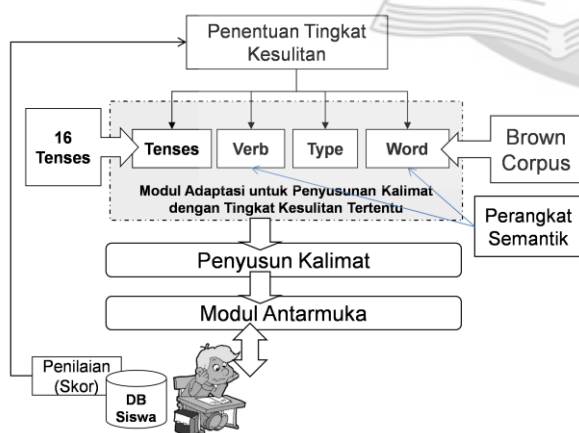 Penentuan Tingkat
Kesulitan
16
Tenses
Tenses
Verb
Type
Word
Brown
Corpus
Modul Adaptasi untuk Penyusunan Kalimat
dengan Tingkat Kesulitan Tertentu
Perangkat
Semantik
Penyusun Kalimat
Modul Antarmuka
Penilaian
(Skor)
DB
Siswa